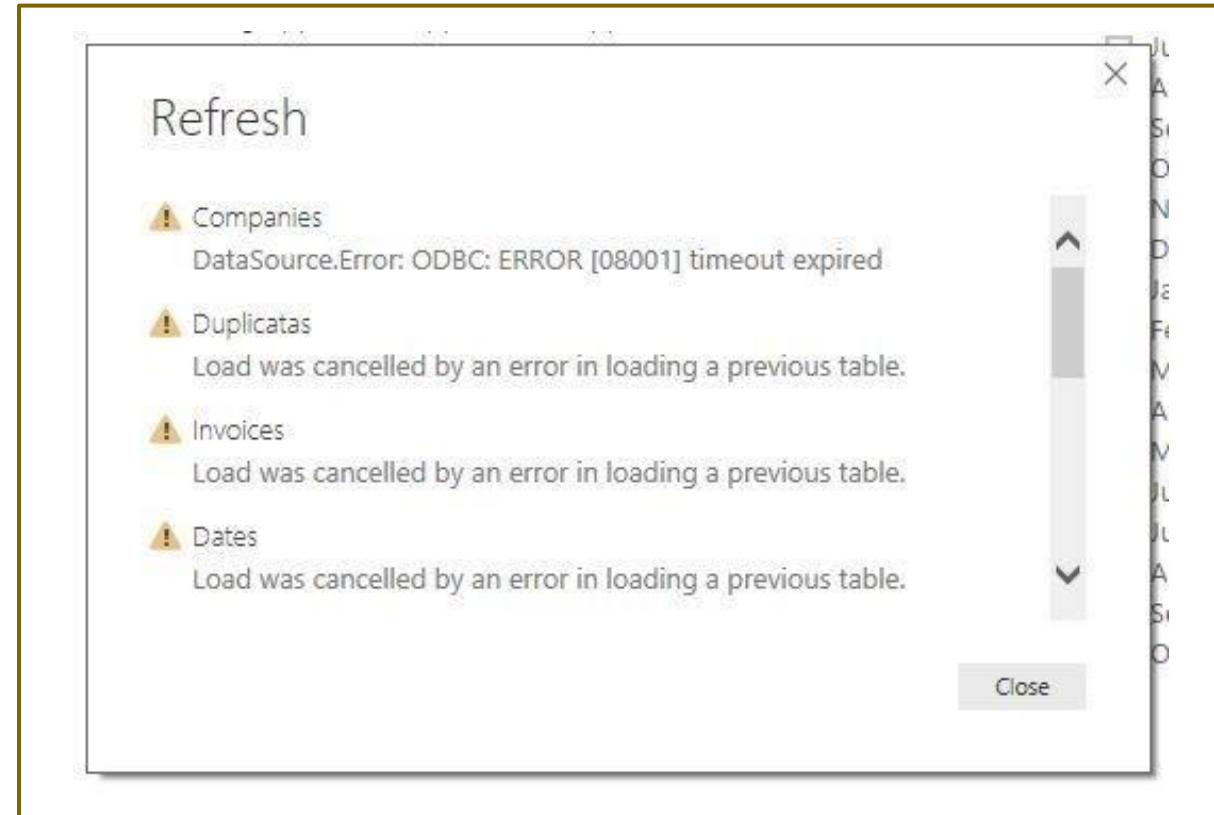 Refresh
Companies
DataSource.Error: ODBC: ERROR [08001] timeout expired
Duplicatas
Load was cancelled by an error in loading a previous table.
Invoices
Load was cancelled by an error in loading a previous table.
Dates
Load was cancelled by an error in loading a previous table.
Close